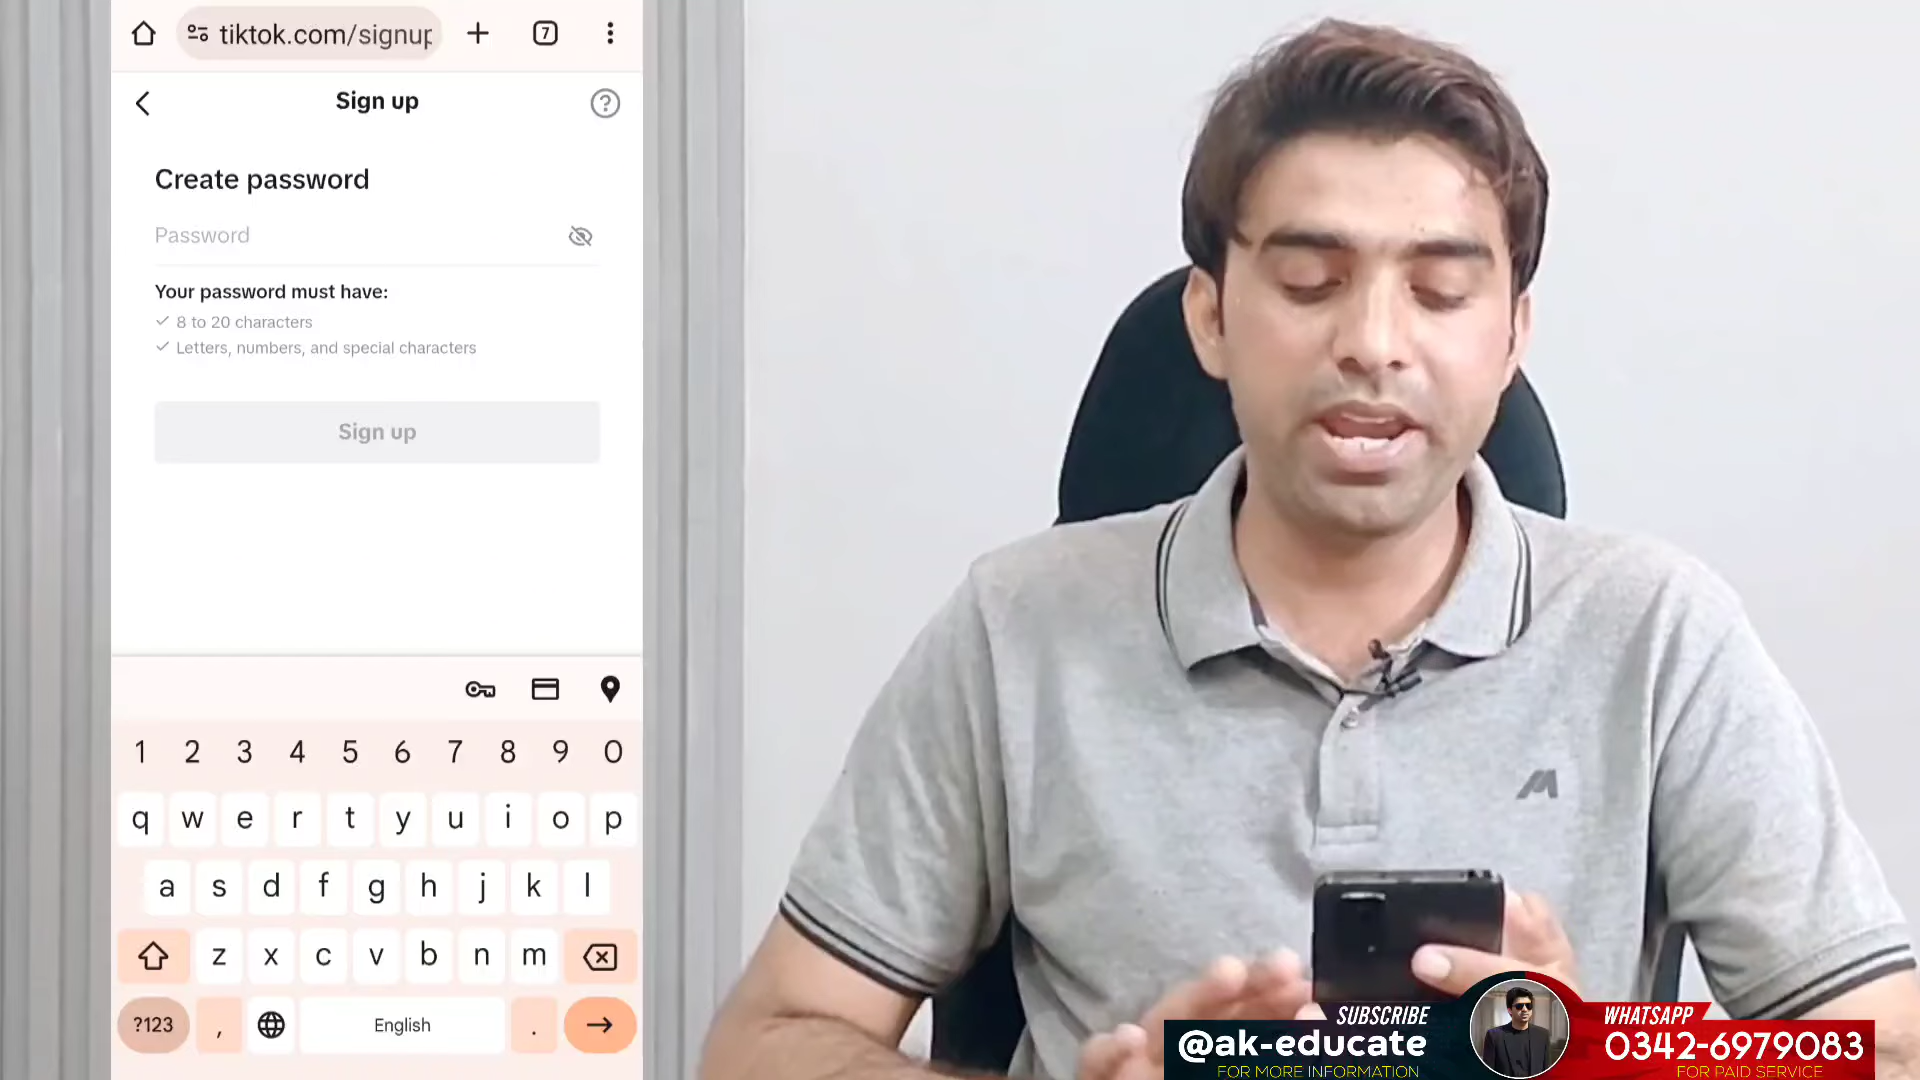 tiktok.com/signup
7
Sign up
?
Create password
Password
Your password must have:
8 to 20 characters
Letters, numbers, and special characters
Sign up
1 2 3 4 5 6 7 8 9 0
q w e r t y u i o p
a s d f g h j k l
z x c v b n m
?123 , English .
SUBSCRIBE
@ak-educate
FOR MORE INFORMATION
WHATSAPP
0342-6979083
FOR PAID SERVICE